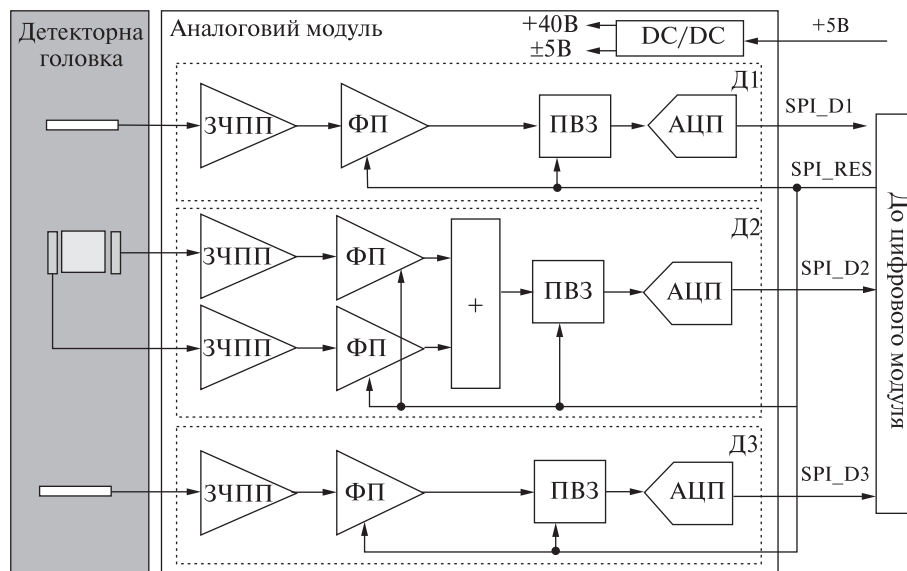 Детекторна
головка
Аналоговий модуль
+40В
±5В
DC/DC
+5В
Д1
ЗЧПП
ФП
ПВЗ
АЦП
SPI_D1
SPI_RES
Д2
ЗЧПП
ФП
ЗЧПП
ФП
+
ПВЗ
АЦП
SPI_D2
До цифрового модуля
Д3
ЗЧПП
ФП
ПВЗ
АЦП
SPI_D3